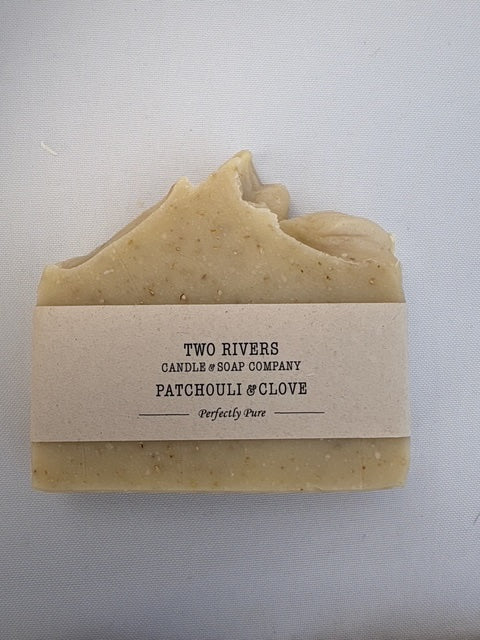 TWO RIVERS
CANDLE & SOAP COMPANY
PATCHOULI & CLOVE
Perfectly Pure